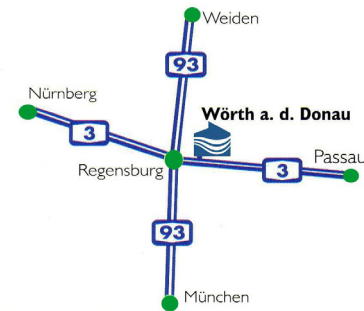 Weiden
93
Nürnberg
3
Wörth a. d. Donau
Regensburg
3
Passau
93
München